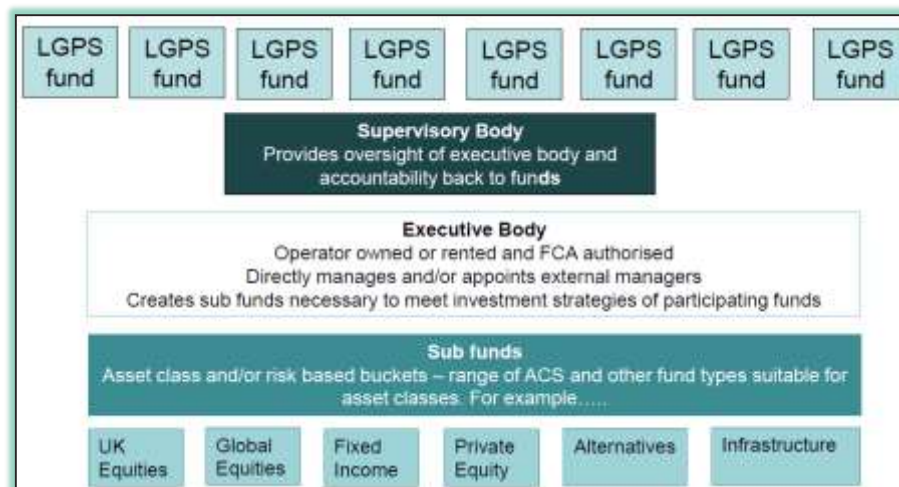 LGPS fund
LGPS fund
LGPS fund
LGPS fund
LGPS fund
LGPS fund
LGPS fund
LGPS fund
Supervisory Body
Provides oversight of executive body and
accountability back to funds
Executive Body
Operator owned or rented and FCA authorised
Directly manages and/or appoints external managers
Creates sub funds necessary to meet investment strategies of participating funds
Sub funds
Asset class and/or risk based buckets – range of ACS and other fund types suitable for
asset classes. For example…..
UK
Equities
Global
Equities
Fixed
Income
Private
Equity
Alternatives
Infrastructure